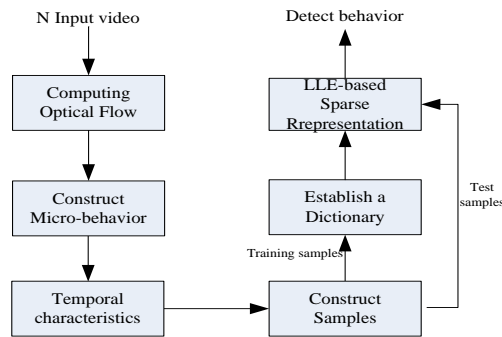 N Input video
Computing
Optical Flow
Construct
Micro-behavior
Temporal
characteristics
Construct
Samples
Training samples
Establish a
Dictionary
LLE-based
Sparse
Rrepresentation
Test
samples
Detect behavior